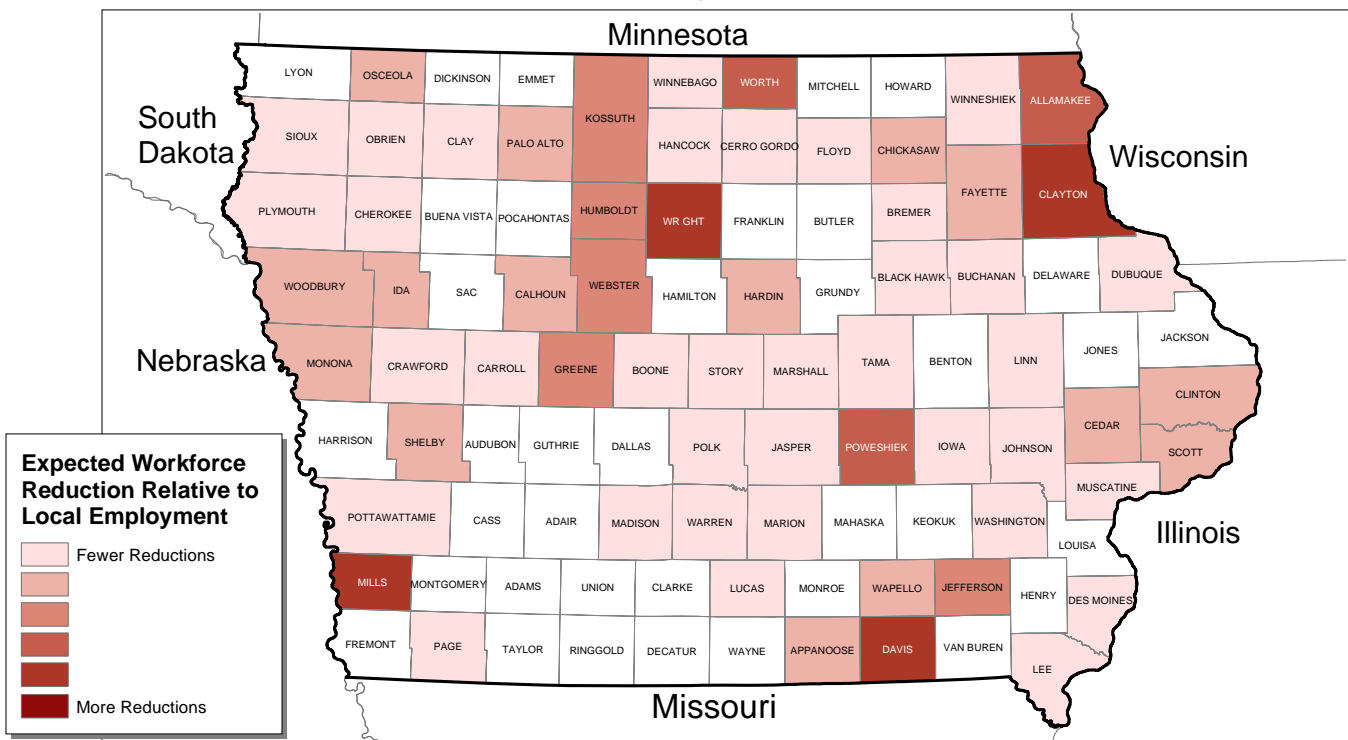 Minnesota
LYON
OSCEOLA
DICKINSON
EMMET
KOSSUTH
WINNEBAGO
WORTH
MITCHELL
HOWARD
WINNESHIEK
ALLAMAKEE
South
Dakota
SIOUX
OBRIEN
CLAY
PALO ALTO
HANCOCK
CERRO GORDO
FLOYD
CHICKASAW
Wisconsin
PLYMOUTH
CHEROKEE
BUENA VISTA
POCAHONTAS
HUMBOLDT
WR GHT
FRANKLIN
BUTLER
BREMER
FAYETTE
CLAYTON
WOODBURY
IDA
SAC
CALHOUN
WEBSTER
HAMILTON
HARDIN
GRUNDY
BLACK HAWK
BUCHANAN
DELAWARE
DUBUQUE
Nebraska
MONONA
CRAWFORD
CARROLL
GREENE
BOONE
STORY
MARSHALL
TAMA
BENTON
LINN
JONES
JACKSON
HARRISON
SHELBY
AUDUBON
GUTHRIE
DALLAS
POLK
JASPER
POWESHIEK
IOWA
JOHNSON
CEDAR
CLINTON
SCOTT
POTTAWATTAMIE
CASS
ADAIR
MADISON
WARREN
MARION
MAHASKA
KEOKUK
WASHINGTON
MUSCATINE
LOUISA
Illinois
MILLS
MONTGOMERY
ADAMS
UNION
CLARKE
LUCAS
MONROE
WAPELLO
JEFFERSON
HENRY
DES MOINES
FREMONT
PAGE
TAYLOR
RINGGOLD
DECATUR
WAYNE
APPANOOSE
DAVIS
VAN BUREN
LEE
Missouri
Expected Workforce
Reduction Relative to
Local Employment
Fewer Reductions
More Reductions